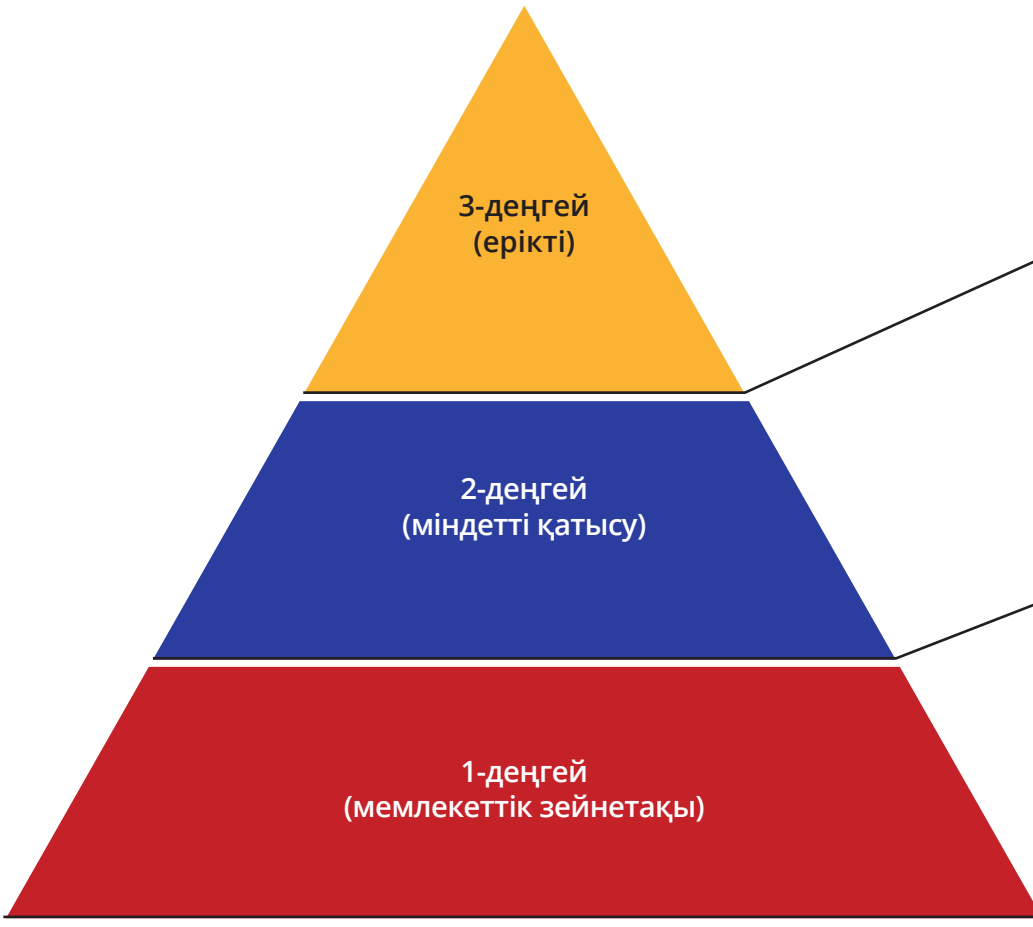 3-деңгей
(ерікті)
2-деңгей
(міндетті қатысу)
1-деңгей
(мемлекеттік зейнетақы)